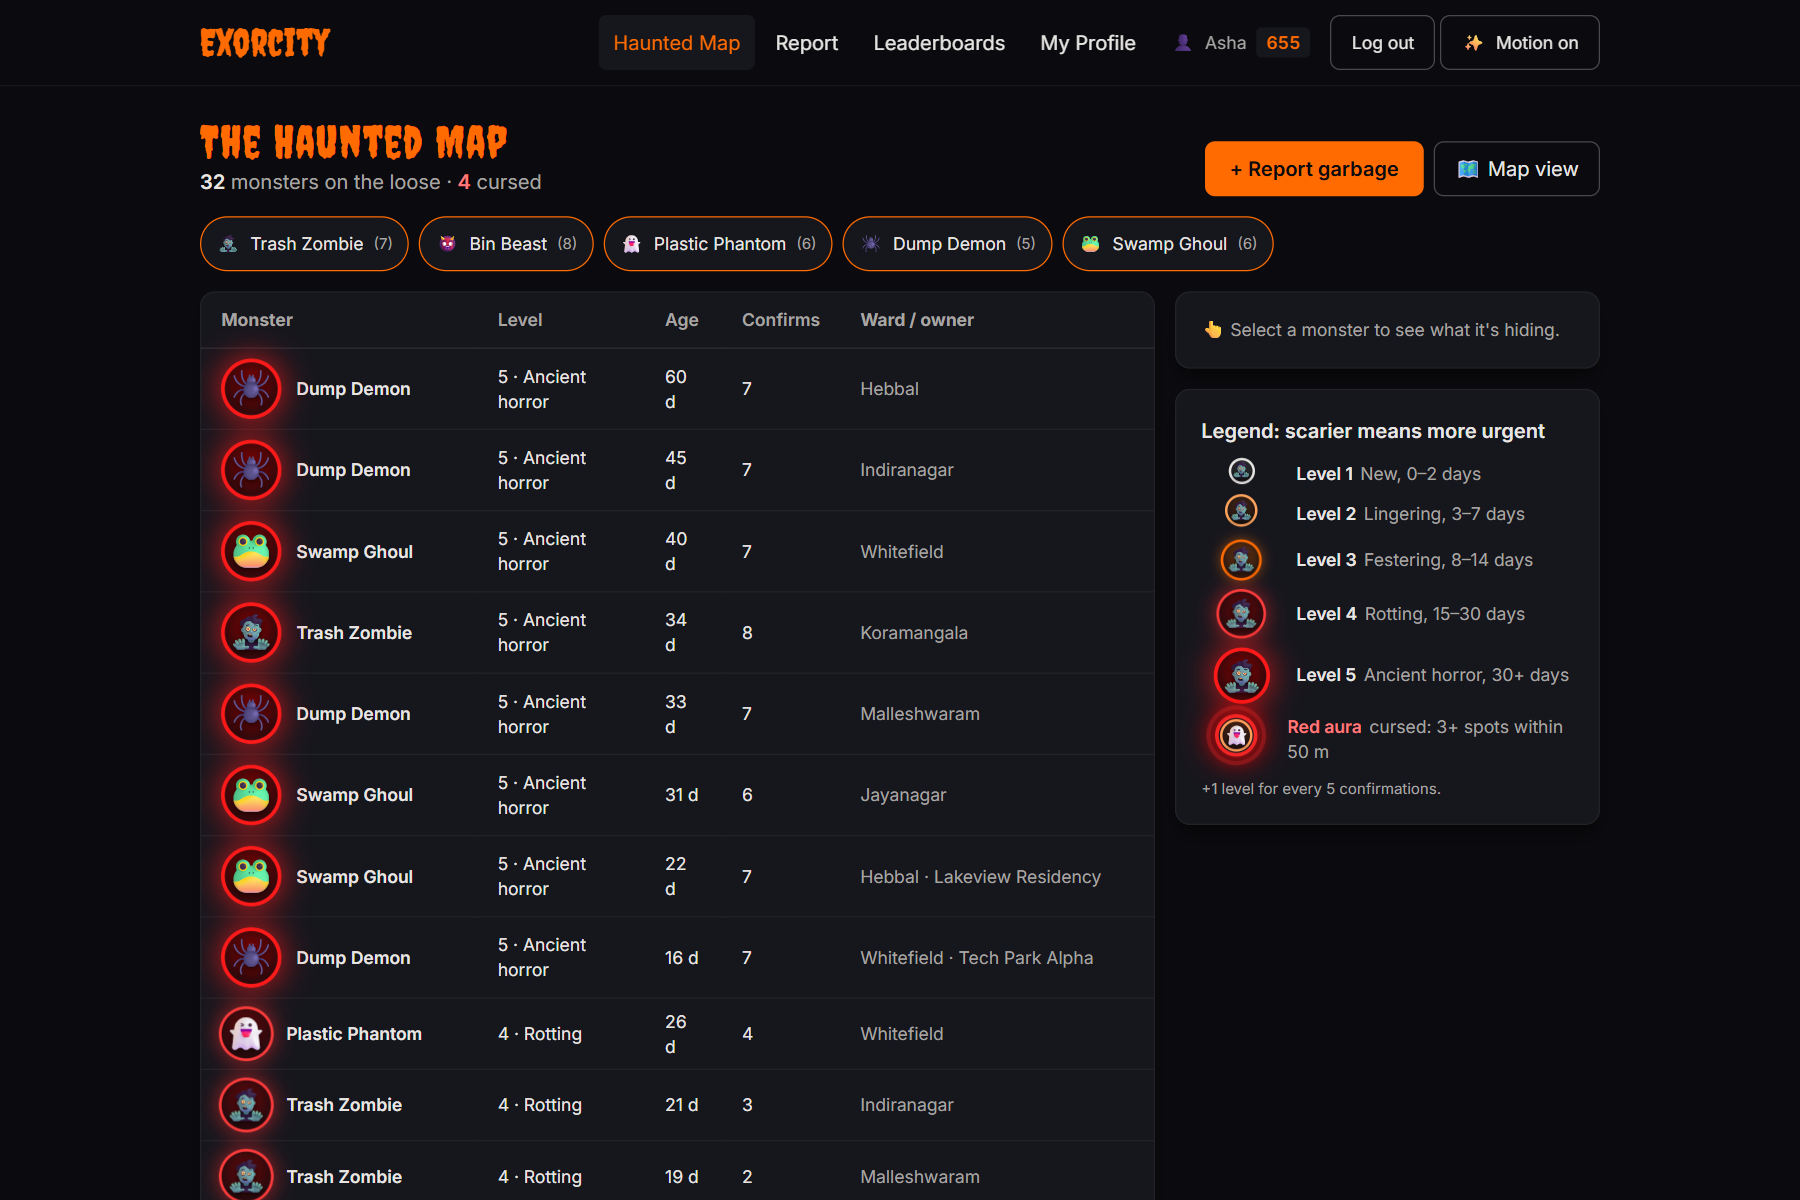 EXORCITY
Haunted Map
Report
Leaderboards
My Profile
Asha 655
Log out
Motion on
THE HAUNTED MAP
32 monsters on the loose · 4 cursed
+ Report garbage
Map view
Trash Zombie (7)
Bin Beast (8)
Plastic Phantom (6)
Dump Demon (5)
Swamp Ghoul (6)
Monster Level Age Confirms Ward / owner
Dump Demon 5 · Ancient horror 60 d 7 Hebbal
Dump Demon 5 · Ancient horror 45 d 7 Indiranagar
Swamp Ghoul 5 · Ancient horror 40 d 7 Whitefield
Trash Zombie 5 · Ancient horror 34 d 8 Koramangala
Dump Demon 5 · Ancient horror 33 d 7 Malleshwaram
Swamp Ghoul 5 · Ancient horror 31 d 6 Jayanagar
Swamp Ghoul 5 · Ancient horror 22 d 7 Hebbal · Lakeview Residency
Dump Demon 5 · Ancient horror 16 d 7 Whitefield · Tech Park Alpha
Plastic Phantom 4 · Rotting 26 d 4 Whitefield
Trash Zombie 4 · Rotting 21 d 3 Indiranagar
Trash Zombie 4 · Rotting 19 d 2 Malleshwaram
Select a monster to see what it's hiding.
Legend: scarier means more urgent
Level 1 New, 0–2 days
Level 2 Lingering, 3–7 days
Level 3 Festering, 8–14 days
Level 4 Rotting, 15–30 days
Level 5 Ancient horror, 30+ days
Red aura cursed: 3+ spots within
50 m
+1 level for every 5 confirmations.